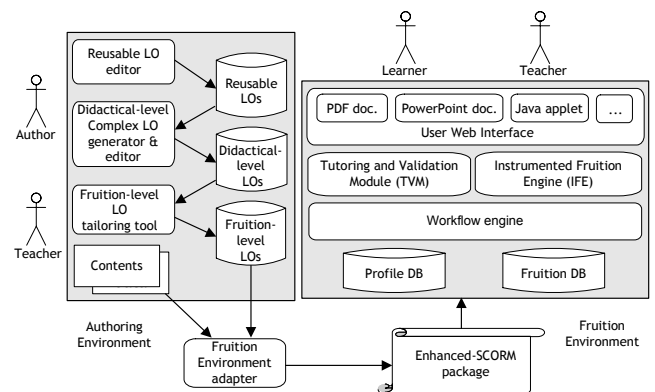 Learner
Teacher
Author
Teacher
Reusable LO
editor
Reusable
LOs
Didactical-level
Complex LO
generator &
editor
Didactical-
level
LOs
Fruition-level
LO
tailoring tool
Fruition-
level
LOs
Contents
Authoring
Environment
Fruition
Environment
adapter
PDF doc.
PowerPoint doc.
Java applet
...
User Web Interface
Tutoring and Validation
Module (TVM)
Instrumented Fruition
Engine (IFE)
Workflow engine
Profile DB
Fruition DB
Enhanced-SCORM
package
Fruition
Environment